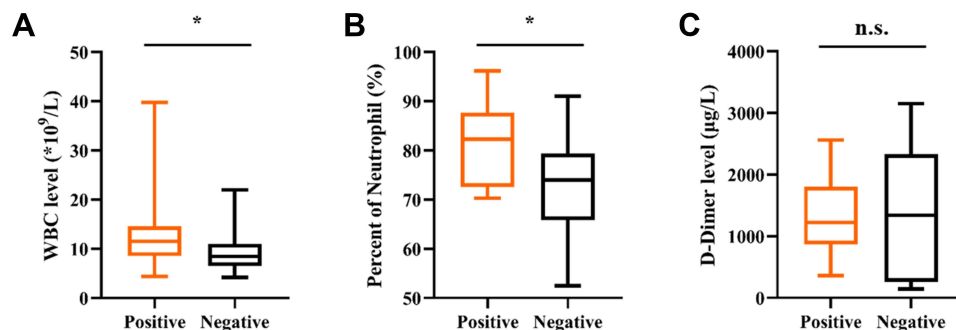 A
*
WBC level (*10⁹/L)
50
40
30
20
10
0
Positive Negative
B
*
Percent of Neutrophil (%)
100
90
80
70
60
50
Positive Negative
C
n.s.
D-Dimer level (μg/L)
4000
3000
2000
1000
0
Positive Negative